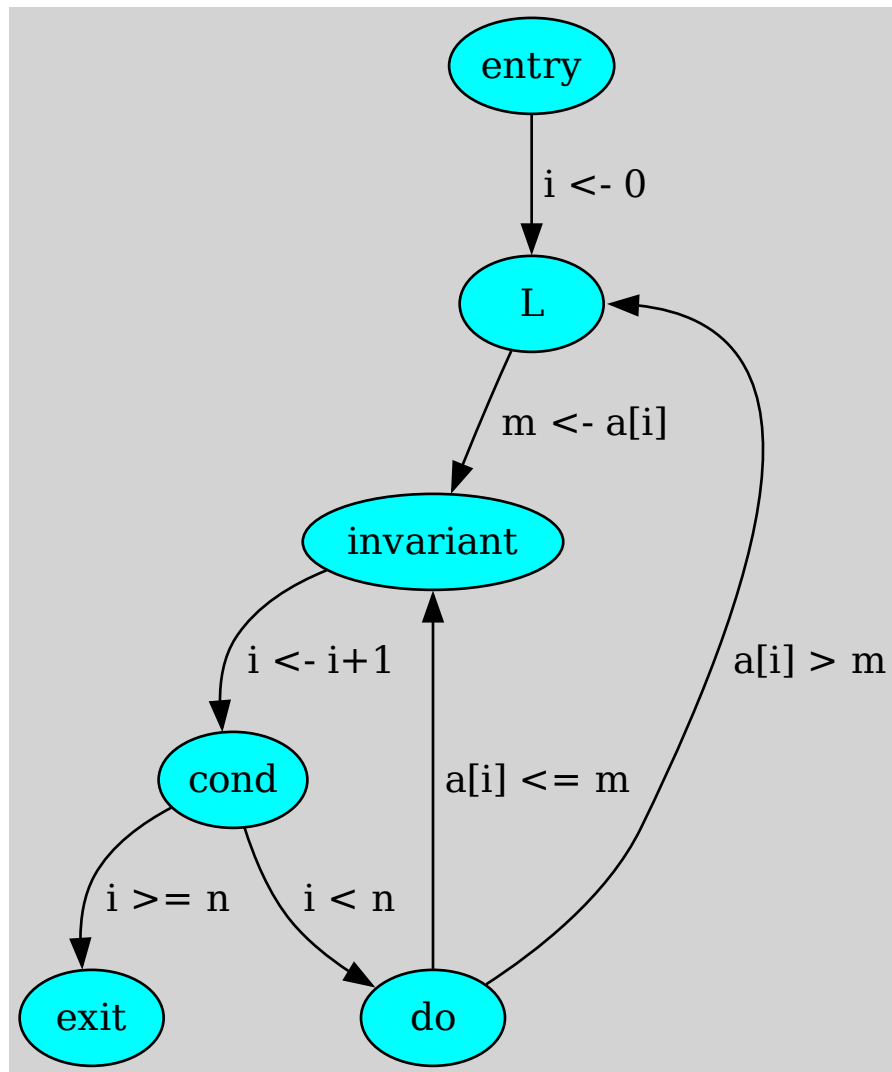 entry
i <- 0
L
m <- a[i]
invariant
i <- i+1
a[i] > m
cond
a[i] <= m
i >= n
i < n
exit
do